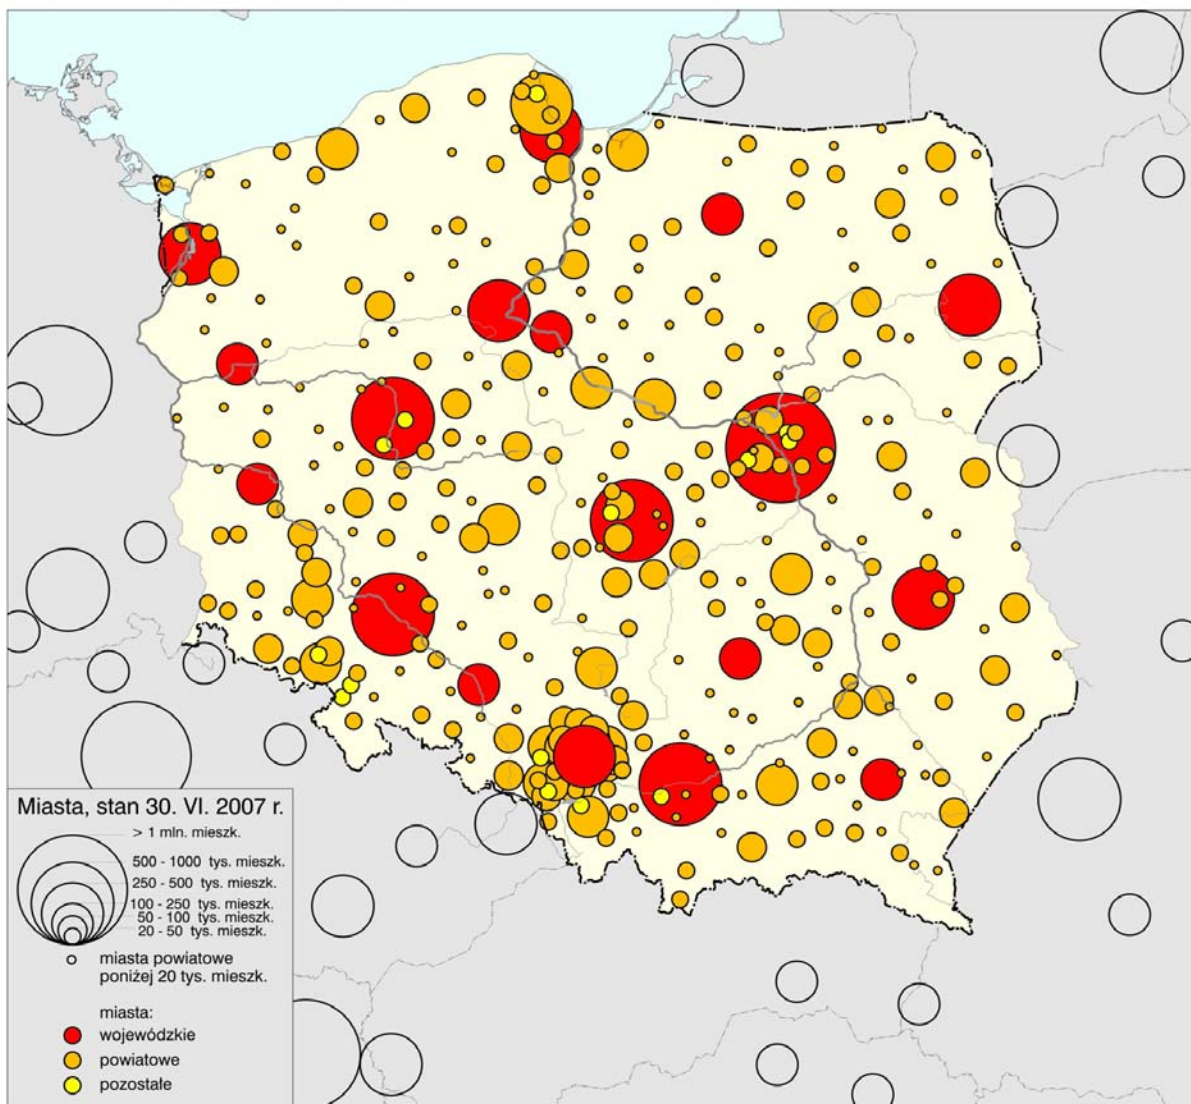 Miasta, stan 30. VI. 2007 r.
> 1 mln. mieszk.
500 - 1000 tys. mieszk.
250 - 500 tys. mieszk.
100 - 250 tys. mieszk.
50 - 100 tys. mieszk.
20 - 50 tys. mieszk.
miasta powiatowe
poniżej 20 tys. mieszk.
miasta:
wojewódzkie
powiatowe
pozostałe